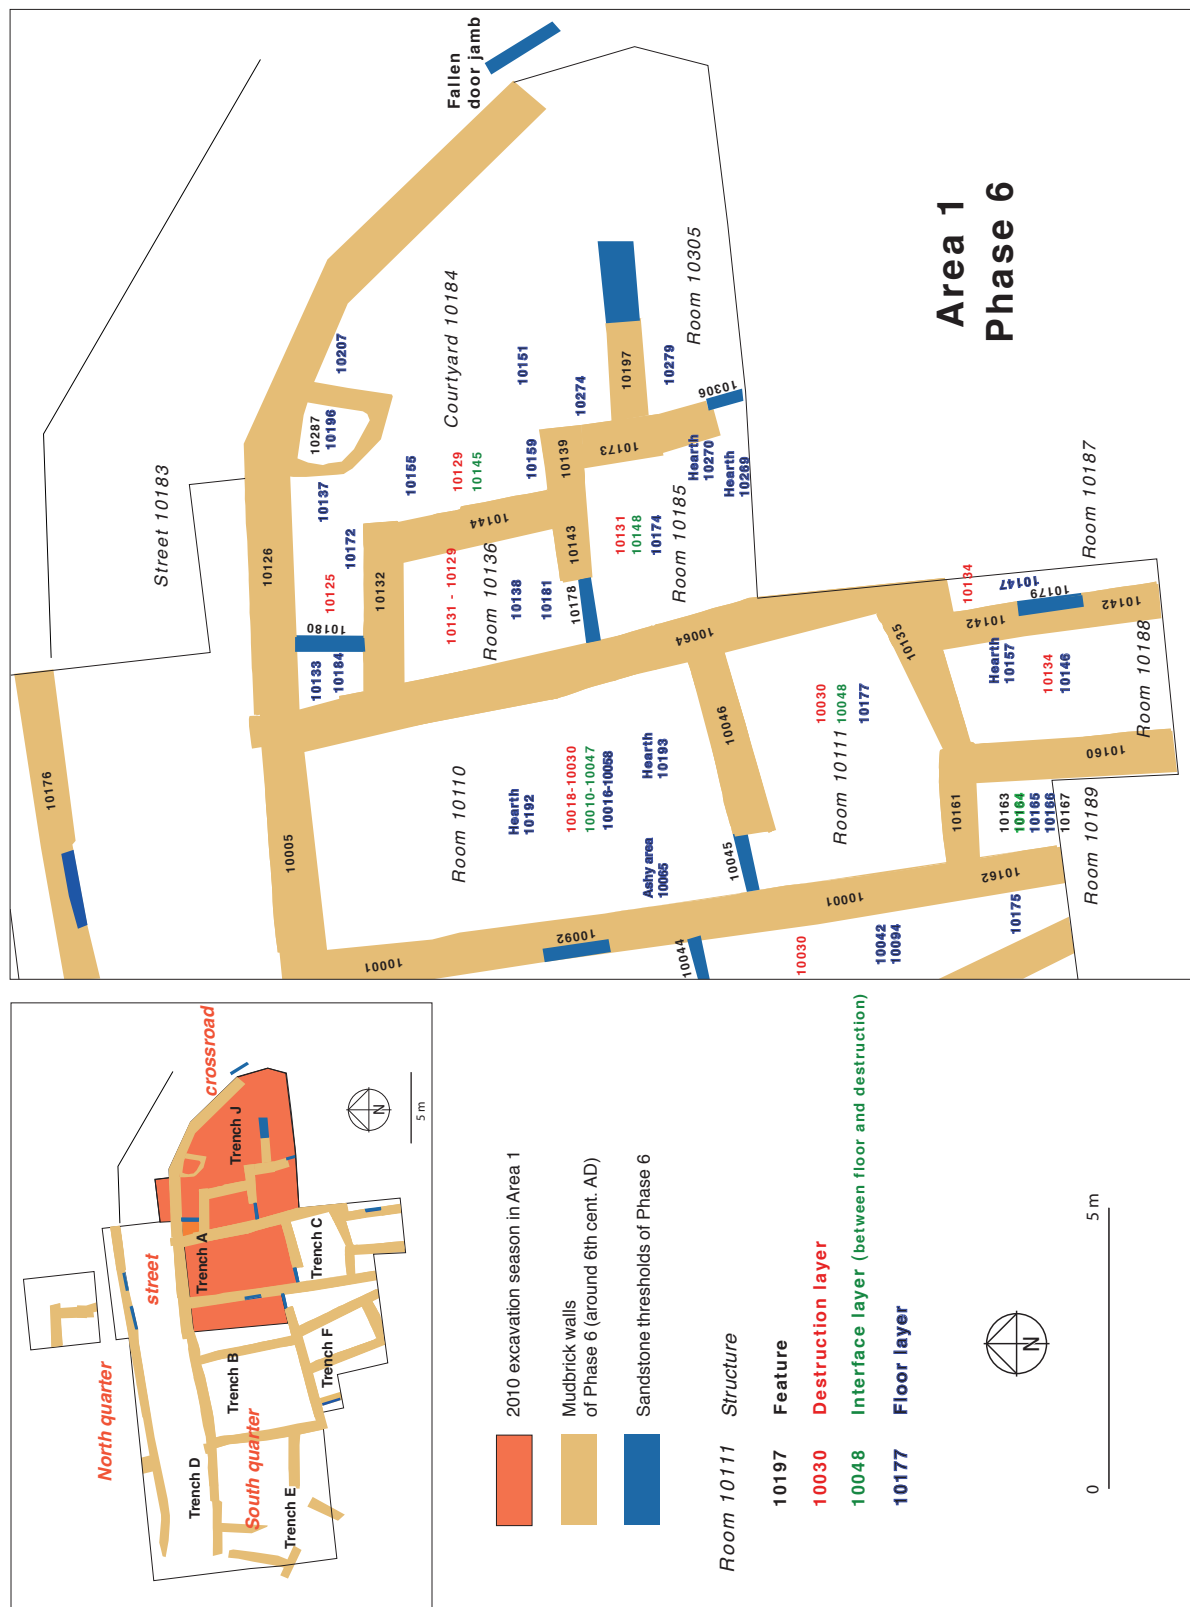 Area 1
Phase 6
Fallen
door jamb
Street 10183
10176
10005
10126
10207
10287
10196
10137
10172
10125
10180
10133
10184
10132
10155
Courtyard 10184
10129
10145
10144
10131 - 10129
Room 10136
10138
10181
10178
10151
10159
10274
10139
10143
10197
10173
10279
Room 10305
10306
Hearth
10270
Hearth
10269
10131
10148
10174
Room 10185
10064
Room 10110
Hearth
10192
10018-10030
10010-10047
10016-10058
Hearth
10193
Ashy area
10065
10046
10045
10092
10001
10044
10001
10030
10042
10094
10030
10048
10177
Room 10111
10135
10134
10147
10179
10142
10142
Room 10187
Hearth
10157
10134
10146
Room 10188
10160
10161
10163
10164
10165
10166
10167
Room 10189
10162
10175
North quarter
street
crossroad
South quarter
Trench J
Trench A
Trench C
Trench B
Trench F
Trench D
Trench E
N
5 m
2010 excavation season in Area 1
Mudbrick walls
of Phase 6 (around 6th cent. AD)
Sandstone thresholds of Phase 6
Room 10111 Structure
10197 Feature
10030 Destruction layer
10048 Interface layer (between floor and destruction)
10177 Floor layer
N
0 5 m